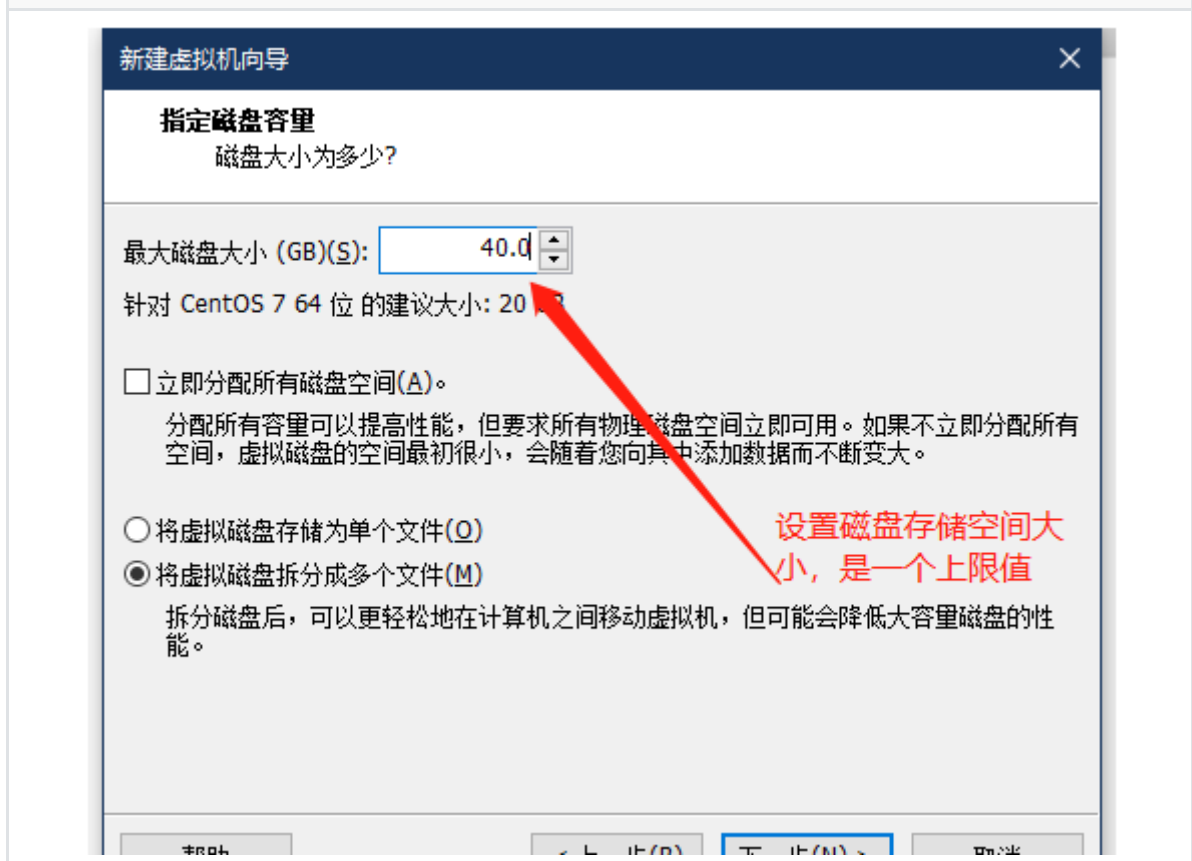 新建虚拟机向导
指定磁盘容量
磁盘大小为多少?
最大磁盘大小 (GB)(S):
40.0
针对 CentOS 7 64 位 的建议大小: 20
立即分配所有磁盘空间(A)。
分配所有容量可以提高性能，但要求所有物理磁盘空间立即可用。如果不立即分配所有
空间，虚拟磁盘的空间最初很小，会随着您向其中添加数据而不断变大。
将虚拟磁盘存储为单个文件(O)
设置磁盘存储空间大
小，是一个上限值
将虚拟磁盘拆分成多个文件(M)
拆分磁盘后，可以更轻松地在计算机之间移动虚拟机，但可能会降低大容量磁盘的性
能。
帮助
< 上一步(B)
下一步(N) >
取消